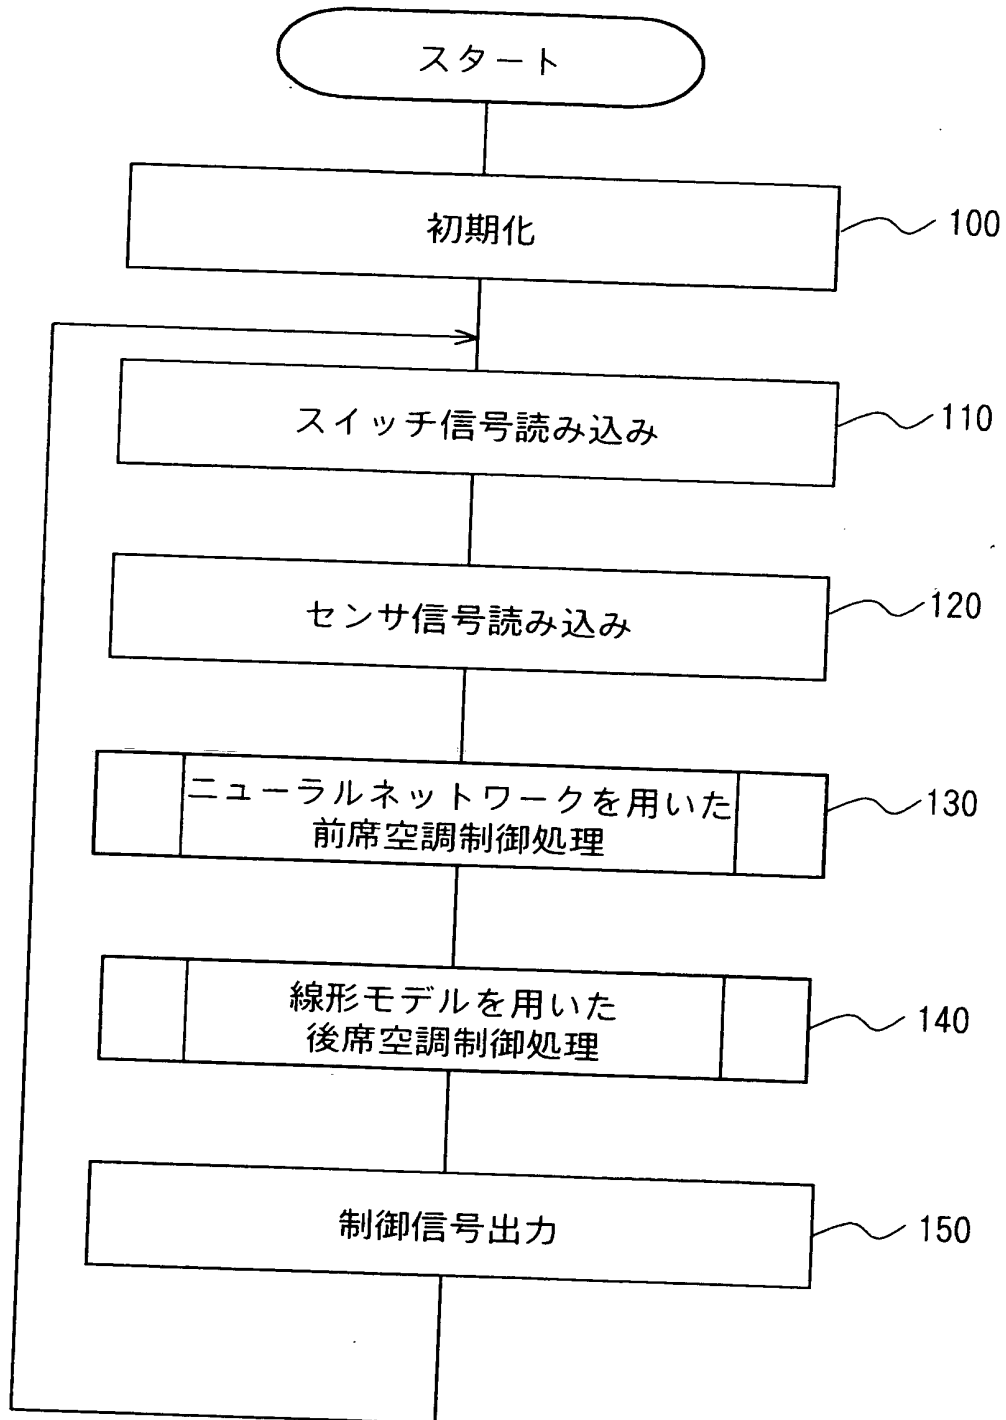 スタート
初期化
100
スイッチ信号読み込み
110
センサ信号読み込み
120
ニューラルネットワークを用いた
前席空調制御処理
130
線形モデルを用いた
後席空調制御処理
140
制御信号出力
150